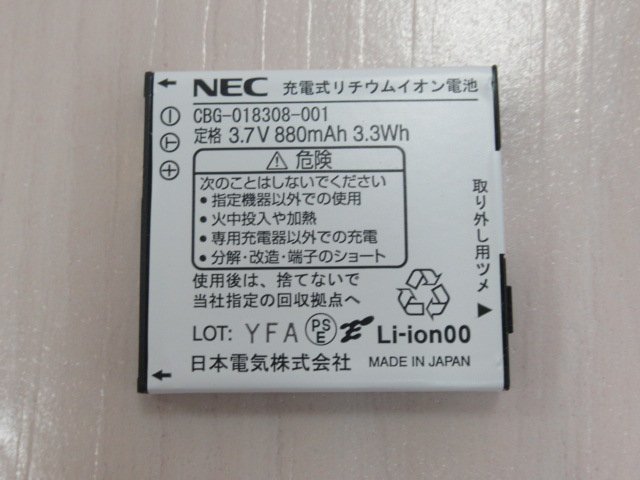 NEC 充電式リチウムイオン電池
CBG-018308-001
定格 3.7V 880mAh 3.3Wh
危険
次のことはしないでください
・指定機器以外での使用
・火中投入や加熱
・専用充電器以外での充電
・分解・改造・端子のショート
使用後は、捨てないで
当社指定の回収拠点へ
取り外し用ツメ
LOT: YFA PSE Li-ion00
日本電気株式会社 MADE IN JAPAN